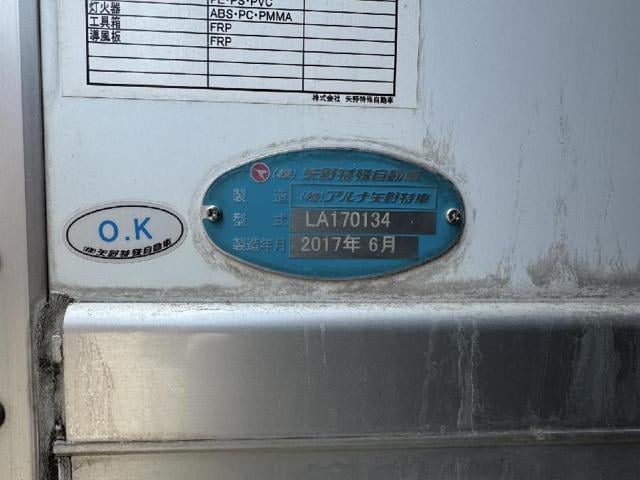 灯火器 PE・PS・PVC
工具箱 ABS・PC・PMMA
導風板 FRP
FRP
株式会社 矢野特殊自動車
(株) 矢野特殊自動車
製造 (株) アルナ矢野特車
型式 LA170134
製造年月 2017年 6月
O.K
(株)矢野特殊自動車